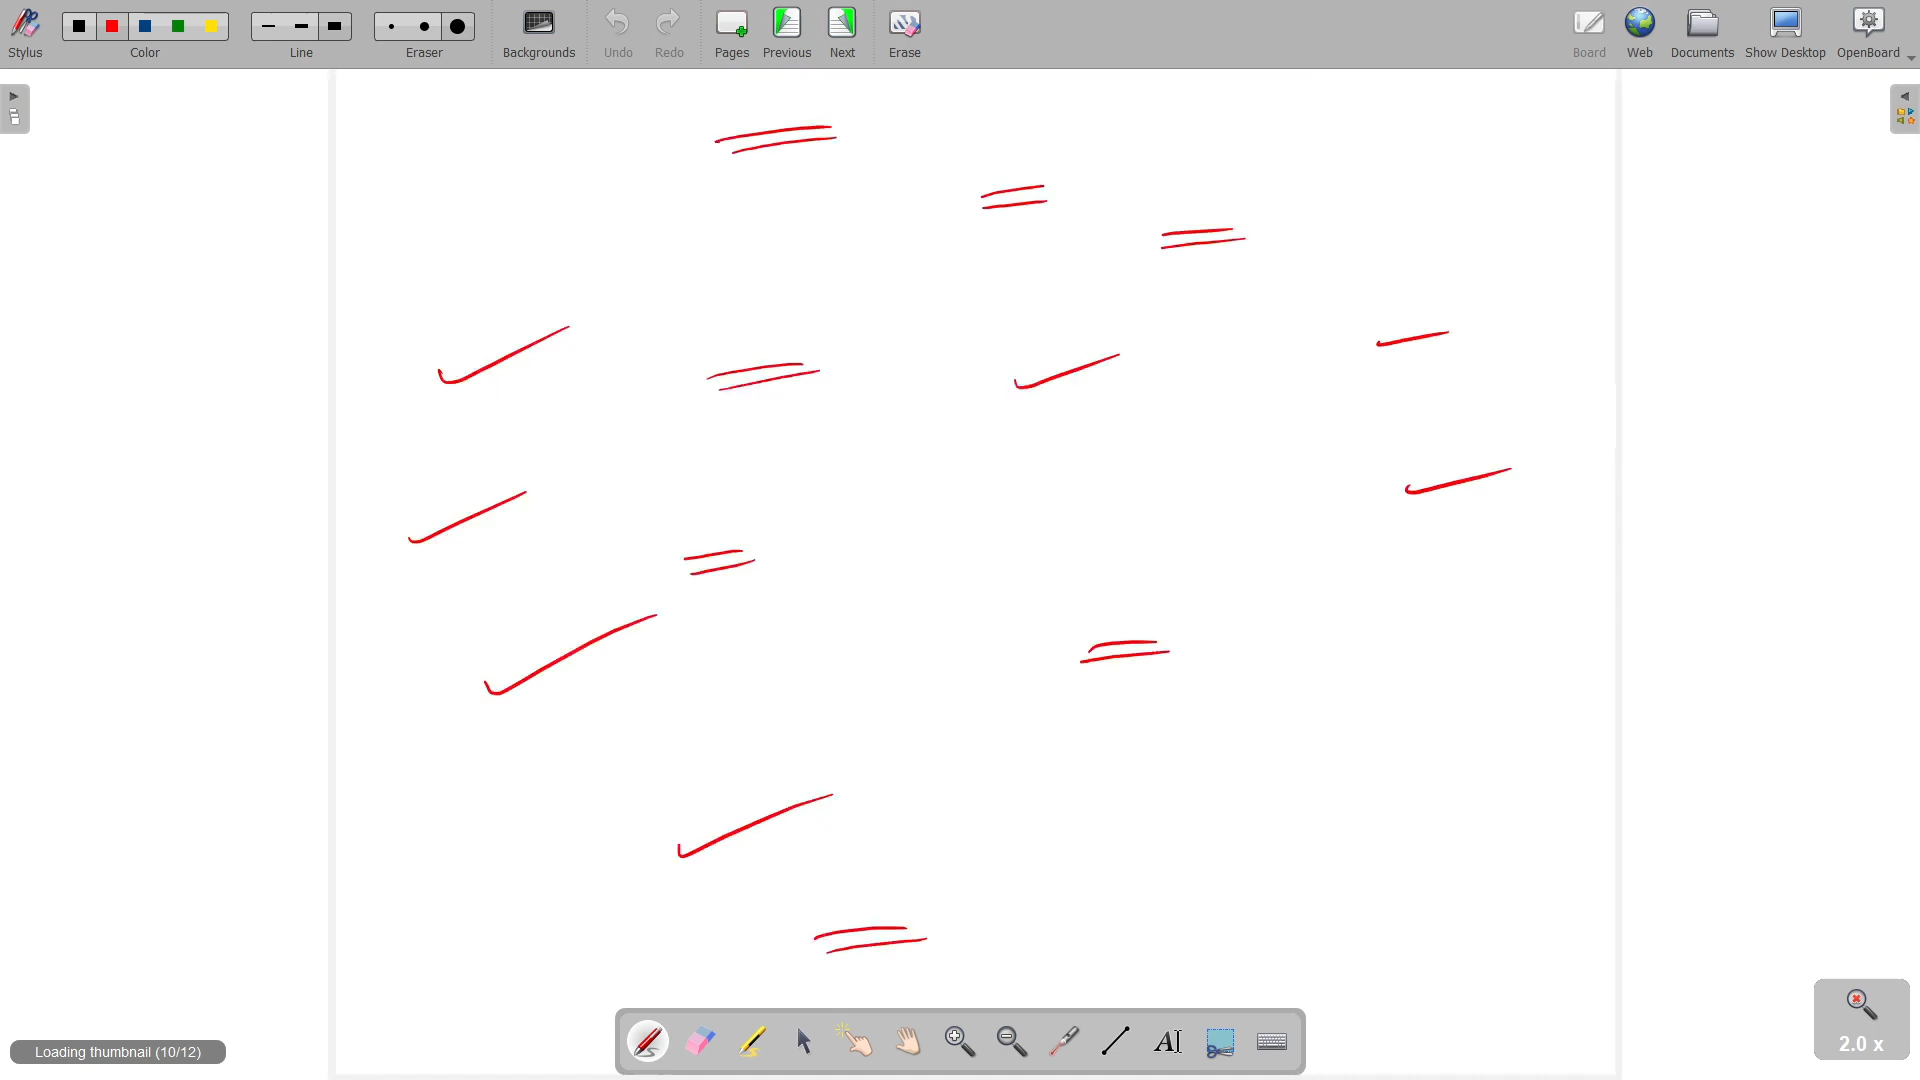 Stylus Color Line Eraser Backgrounds Undo Redo Pages Previous Next Erase Board Web Documents Show Desktop OpenBoard
AI
Loading thumbnail (10/12)
2.0 x